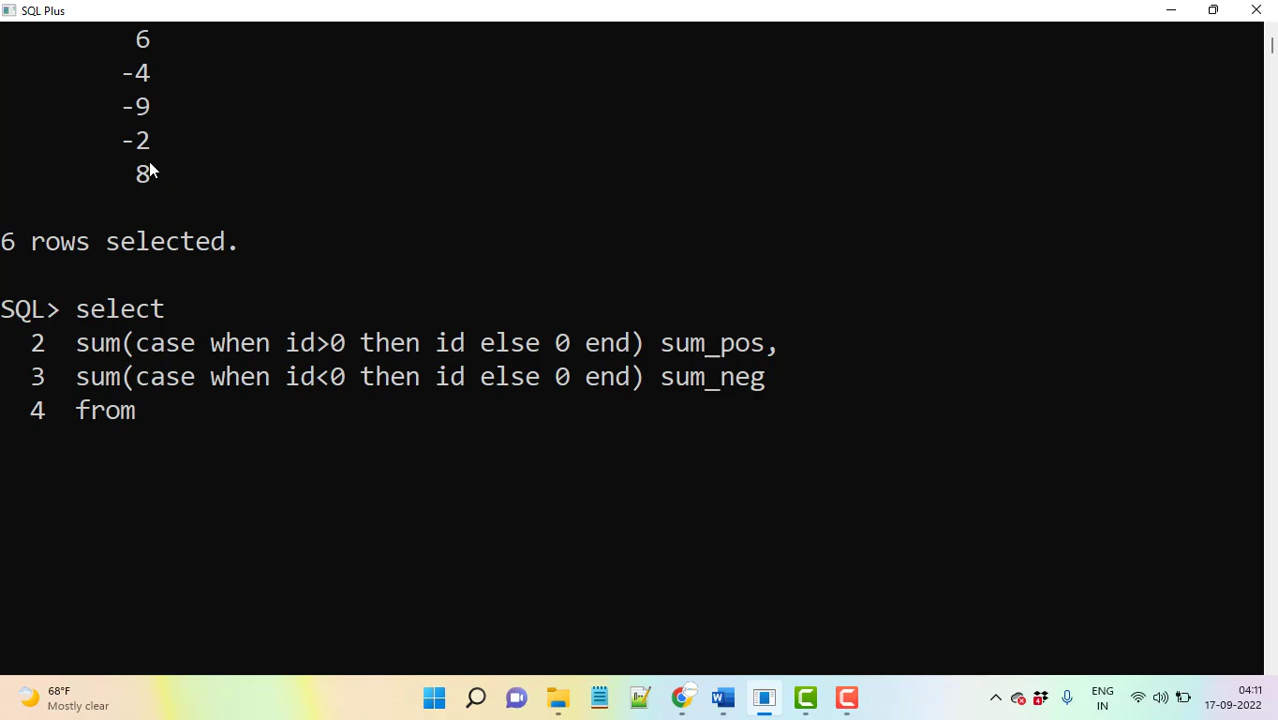 SQL Plus
6
-4
-9
-2
8
6 rows selected.
SQL> select
2 sum(case when id>0 then id else 0 end) sum_pos,
3 sum(case when id<0 then id else 0 end) sum_neg
4 from
68°F
Mostly clear
4
ENG
IN
04:11
17-09-2022